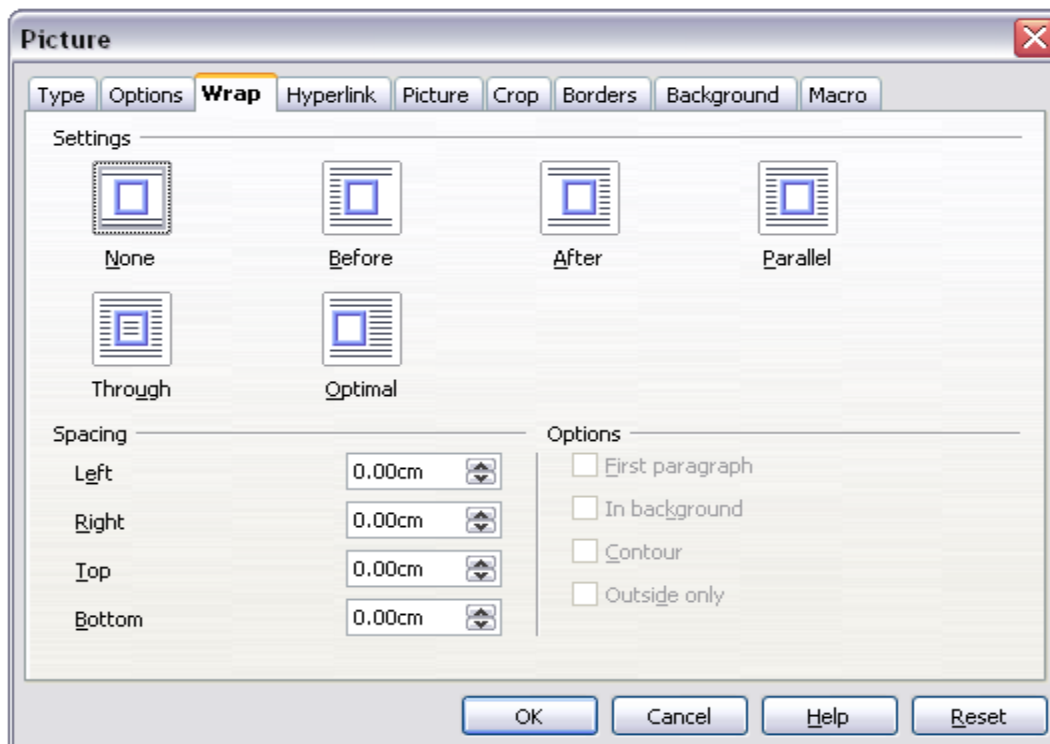 Picture
Type Options Wrap Hyperlink Picture Crop Borders Background Macro
Settings
None Before After Parallel
Through Optimal
Spacing Options
Left 0.00cm First paragraph
Right 0.00cm In background
Top 0.00cm Contour
Bottom 0.00cm Outside only
OK Cancel Help Reset